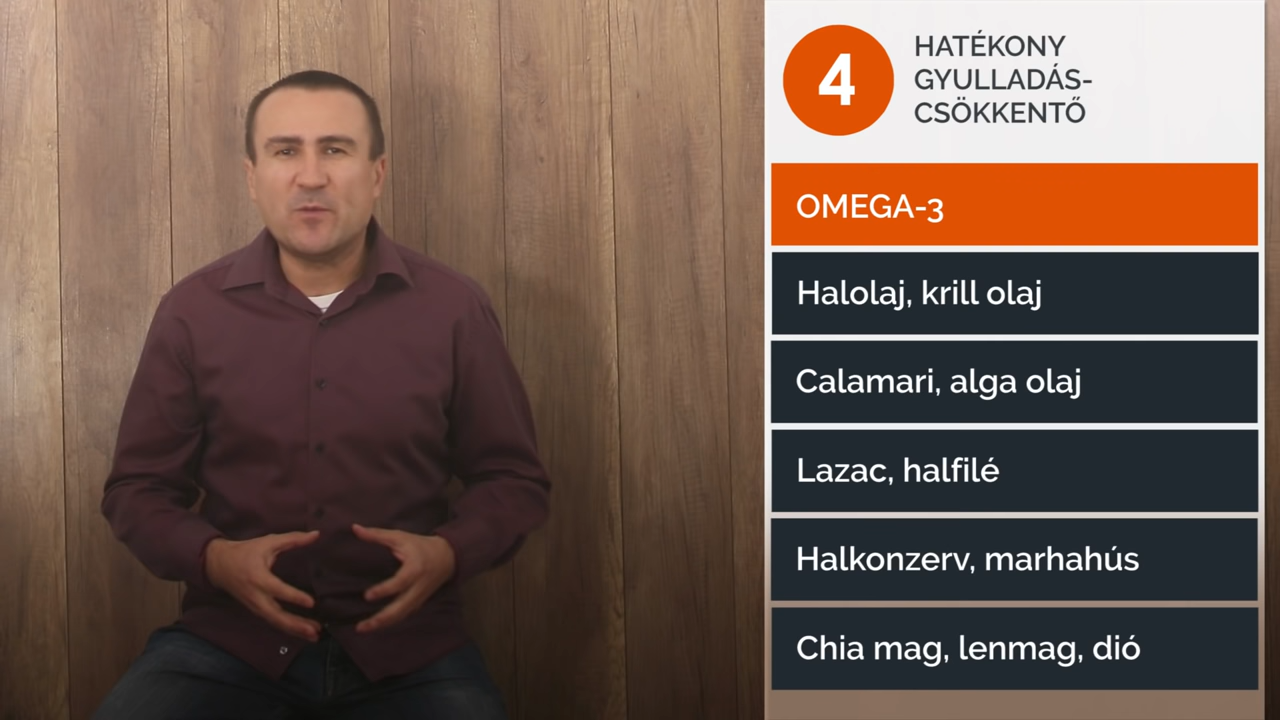 4
HATÉKONY
GYULLADÁS-
CSÖKKENTŐ
OMEGA-3
Halolaj, krill olaj
Calamari, alga olaj
Lazac, halfilé
Halkonzerv, marhahús
Chia mag, lenmag, dió